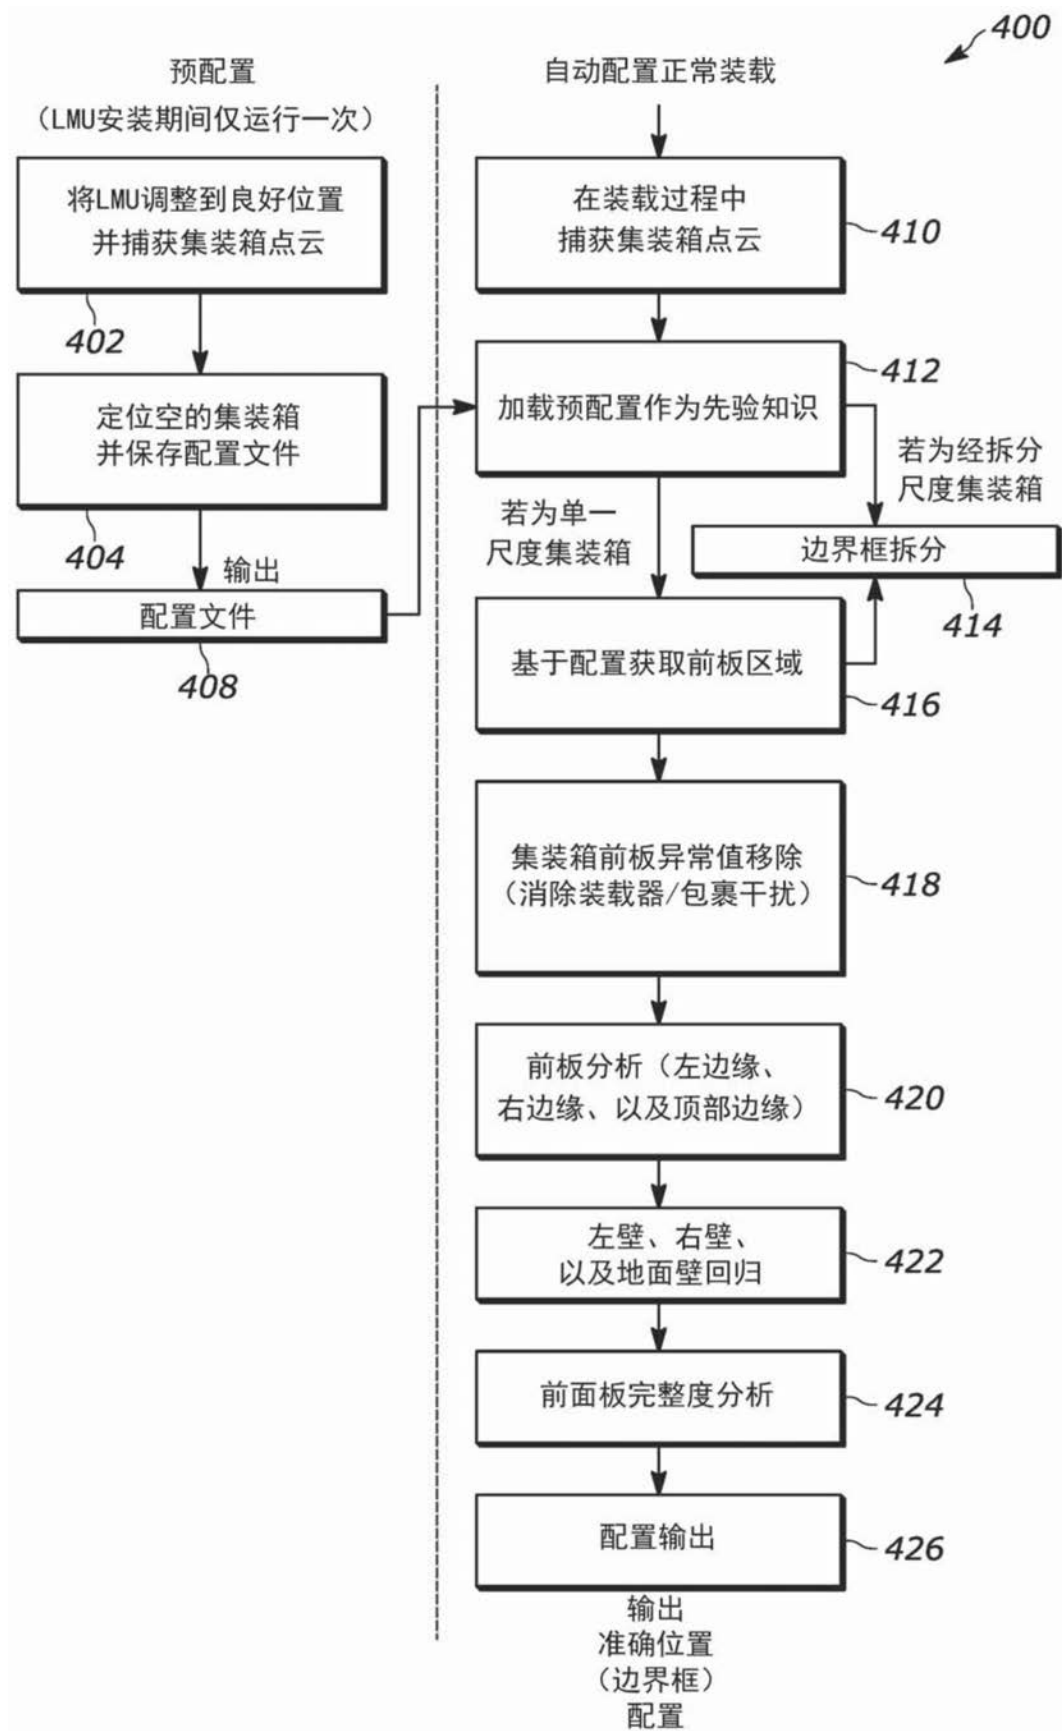 400
预配置
（LMU安装期间仅运行一次）
将LMU调整到良好位置
并捕获集装箱点云
402
定位空的集装箱
并保存配置文件
404
输出
配置文件
408
自动配置正常装载
在装载过程中
捕获集装箱点云
410
加载预配置作为先验知识
412
若为经拆分
尺度集装箱
若为单一
尺度集装箱
边界框拆分
414
基于配置获取前板区域
416
集装箱前板异常值移除
（消除装载器/包裹干扰）
418
前板分析（左边缘、
右边缘、以及顶部边缘）
420
左壁、右壁、
以及地面壁回归
422
前面板完整度分析
424
配置输出
426
输出
准确位置
（边界框）
配置